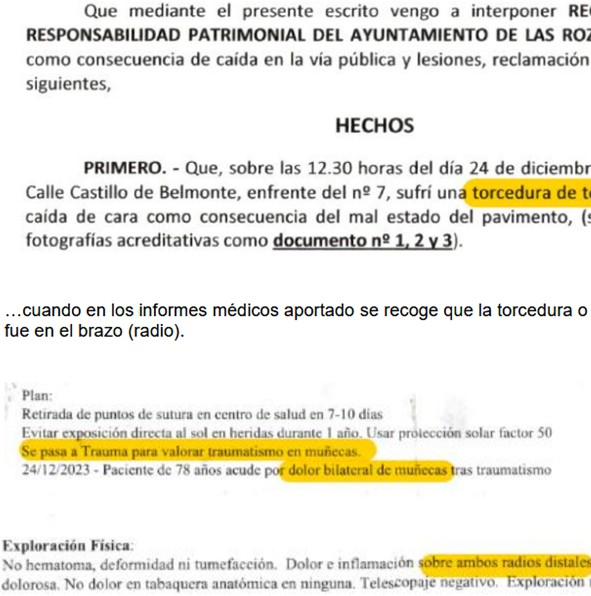 Que mediante el presente escrito vengo a interponer
RESPONSABILIDAD PATRIMONIAL DEL AYUNTAMIENTO DE LAS
como consecuencia de caída en la vía pública y lesiones, reclamación
siguientes,
HECHOS
PRIMERO. - Que, sobre las 12.30 horas del día 24 de
Calle Castillo de Belmonte, enfrente del nº 7, sufrí una torcedura de
caída de cara como consecuencia del mal estado del pavimento,
fotografías acreditativas como documento nº 1, 2 y 3).
…cuando en los informes médicos aportado se recoge que la torcedura o
fue en el brazo (radio).
Plan:
Retirada de puntos de sutura en centro de salud en 7-10 días
Evitar exposición directa al sol en heridas durante 1 año. Usar protección solar factor 50
Se pasa a Trauma para valorar traumatismo en muñecas.
24/12/2023 - Paciente de 78 años acude por dolor bilateral de muñecas tras traumatismo
Exploración Física:
No hematoma, deformidad ni tumefacción. Dolor e inflamación sobre ambos radios distales
dolorosa. No dolor en tabaquera anatómica en ninguna. Telescopaje negativo. Exploración